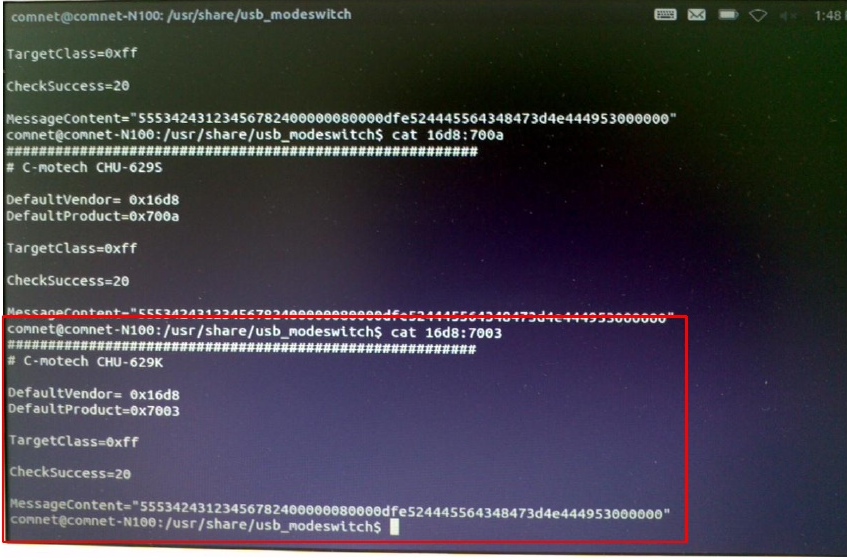 comnet@comnet-N100: /usr/share/usb_modeswitch
1:48
TargetClass=0xff
CheckSuccess=20
MessageContent="55534243123456782400000080000dfe524445564348473d4e444953000000"
comnet@comnet-N100:/usr/share/usb_modeswitch$ cat 16d8:700a
########################################################
# C-motech CHU-629S
DefaultVendor= 0x16d8
DefaultProduct=0x700a
TargetClass=0xff
CheckSuccess=20
MessageContent="55534243123456782400000080000dfe524445564348473d4e444953000000"
comnet@comnet-N100:/usr/share/usb_modeswitch$ cat 16d8:7003
########################################################
# C-motech CHU-629K
DefaultVendor= 0x16d8
DefaultProduct=0x7003
TargetClass=0xff
CheckSuccess=20
MessageContent="55534243123456782400000080000dfe524445564348473d4e444953000000"
comnet@comnet-N100:/usr/share/usb_modeswitch$